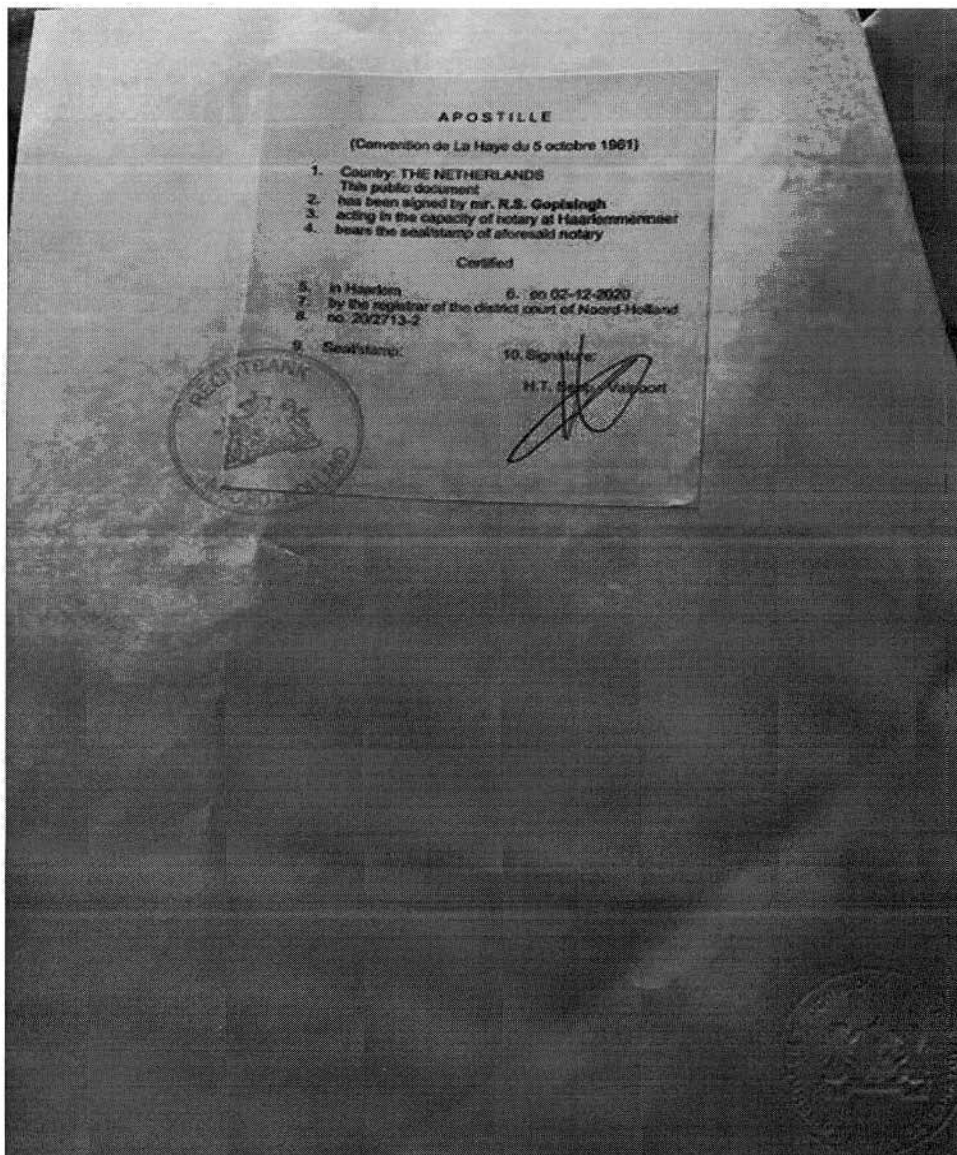 APOSTILLE
(Convention de La Haye du 5 octobre 1961)
1. Country: THE NETHERLANDS
This public document
2. has been signed by mr. R.S. Gopisingh
3. acting in the capacity of notary at Haarlemmermeer
4. bears the seal/stamp of aforesaid notary
Certified
5. in Haarlem 6. on 02-12-2020
7. by the registrar of the district court of Noord-Holland
8. no. 20/2713-2
9. Seal/stamp: 10. Signature:
RECHTBANK
H.T.